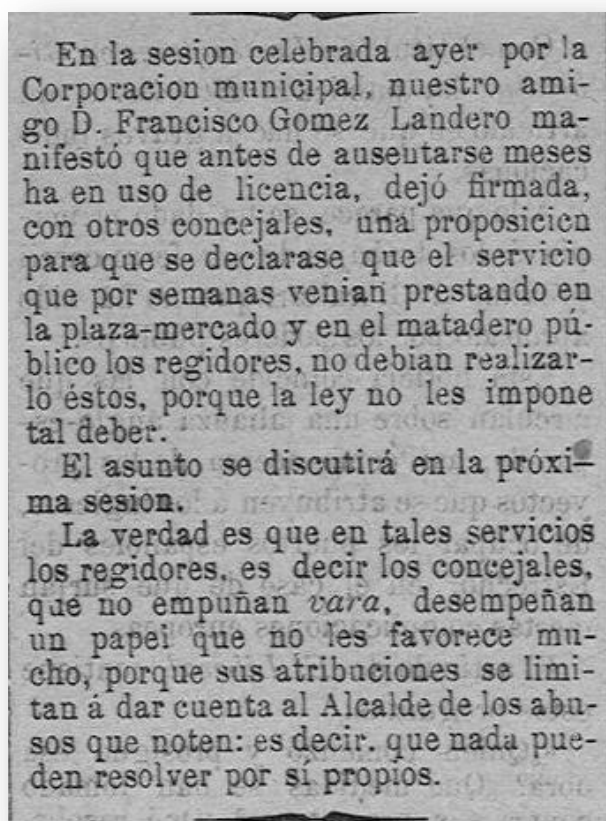 En la sesion celebrada ayer por la
Corporacion municipal, nuestro ami-
go D. Francisco Gomez Landero ma-
nifestó que antes de ausentarse meses
ha en uso de licencia, dejó firmada,
con otros concejales, una proposicion
para que se declarase que el servicio
que por semanas venian prestando en
la plaza-mercado y en el matadero pú-
blico los regidores, no debian realizar-
lo éstos, porque la ley no les impone
tal deber.
El asunto se discutirá en la próxi-
ma sesion.
La verdad es que en tales servicios
los regidores, es decir los concejales,
que no empuñan vara, desempeñan
un papei que no les favorece mu-
cho, porque sus atribuciones se limi-
tan á dar cuenta al Alcalde de los abu-
sos que noten: es decir. que nada pue-
den resolver por sí propios.